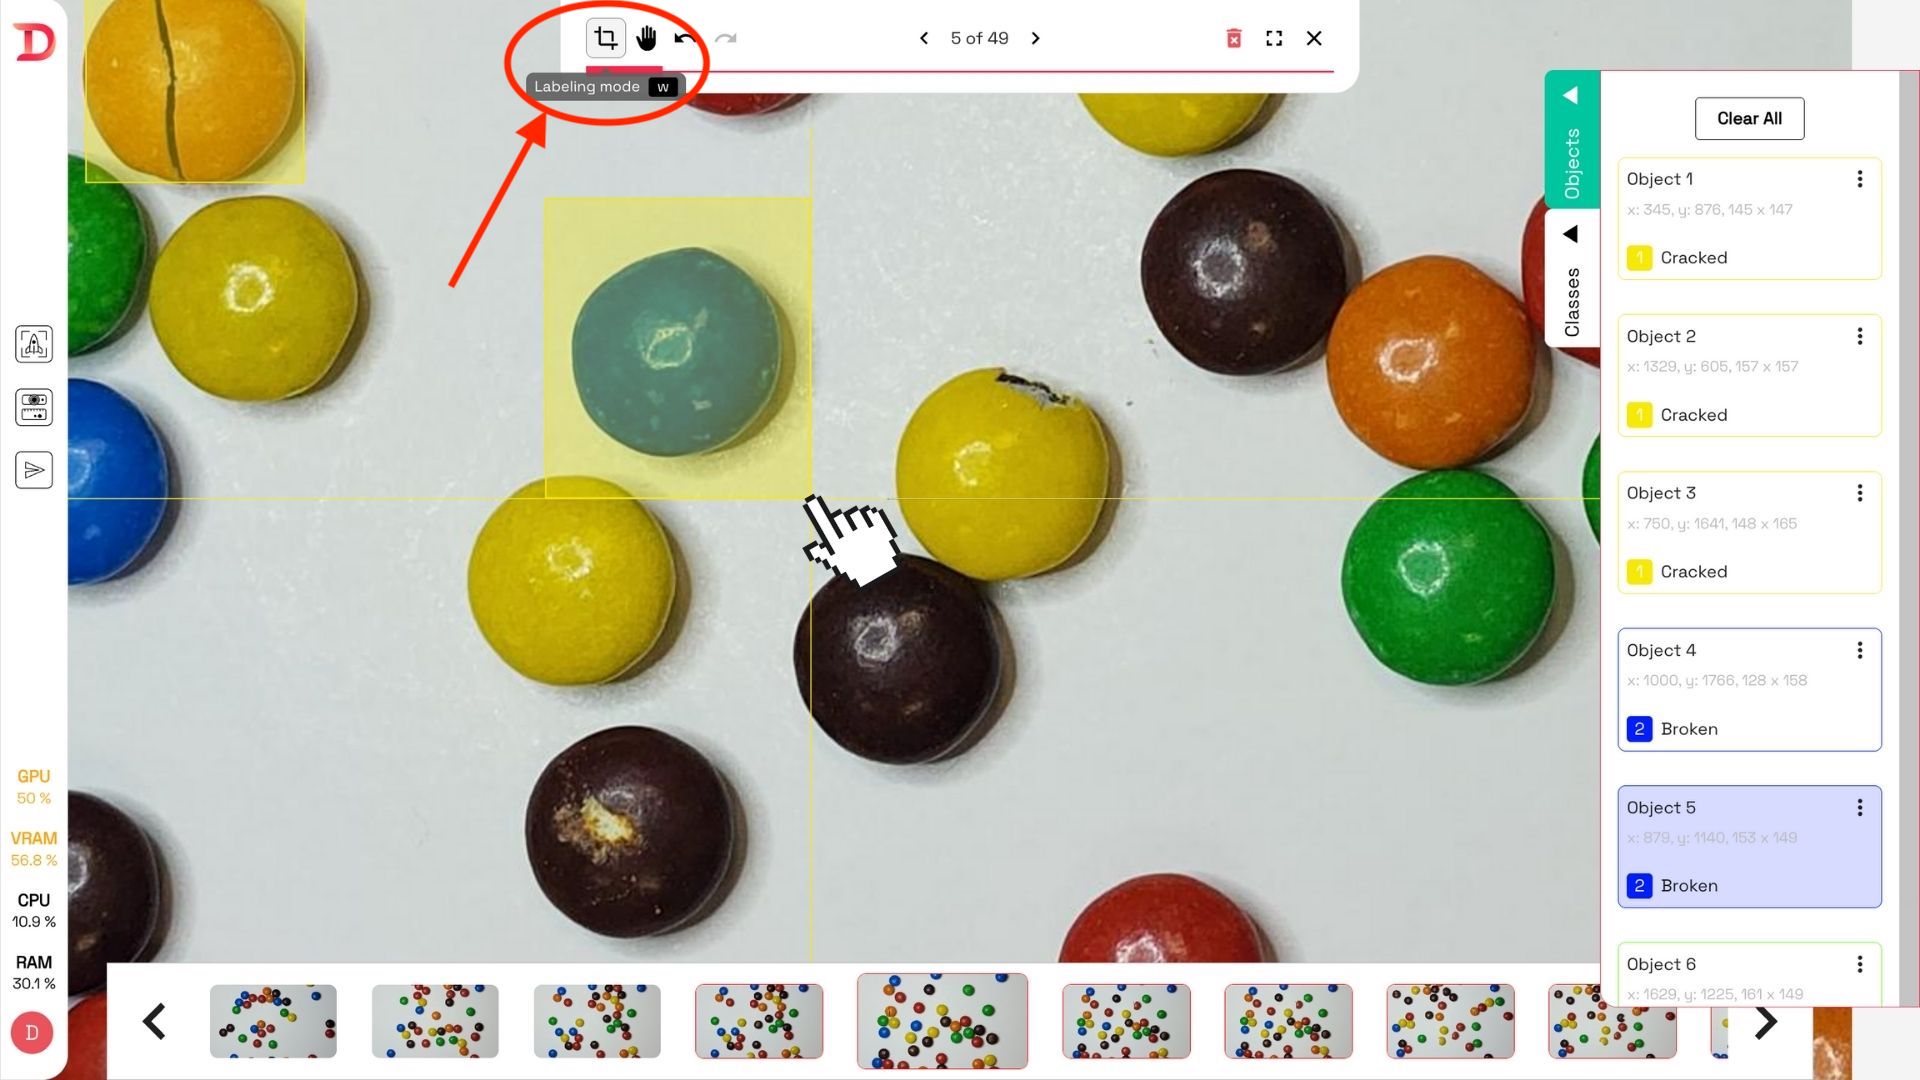 D
5 of 49
Labeling mode W
Objects
Classes
Clear All
Object 1
x: 345, y: 876, 145 x 147
1 Cracked
Object 2
x: 1329, y: 605, 157 x 157
1 Cracked
Object 3
x: 750, y: 1641, 148 x 165
1 Cracked
Object 4
x: 1000, y: 1766, 128 x 158
2 Broken
Object 5
x: 879, y: 1140, 153 x 149
2 Broken
Object 6
x: 1629, y: 1225, 161 x 149
GPU
50 %
VRAM
56.8 %
CPU
10.9 %
RAM
30.1 %
D